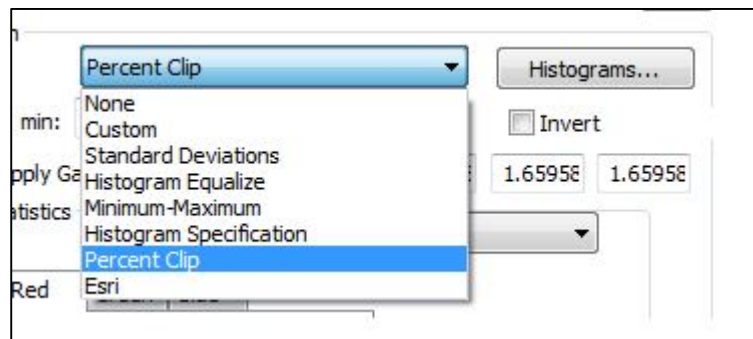 Percent Clip
Histograms...
None
min:
Custom
Invert
Standard Deviations
pply Ga
Histogram Equalize
1.65958 1.65958
Minimum-Maximum
atistics
Histogram Specification
Percent Clip
Esri
Red